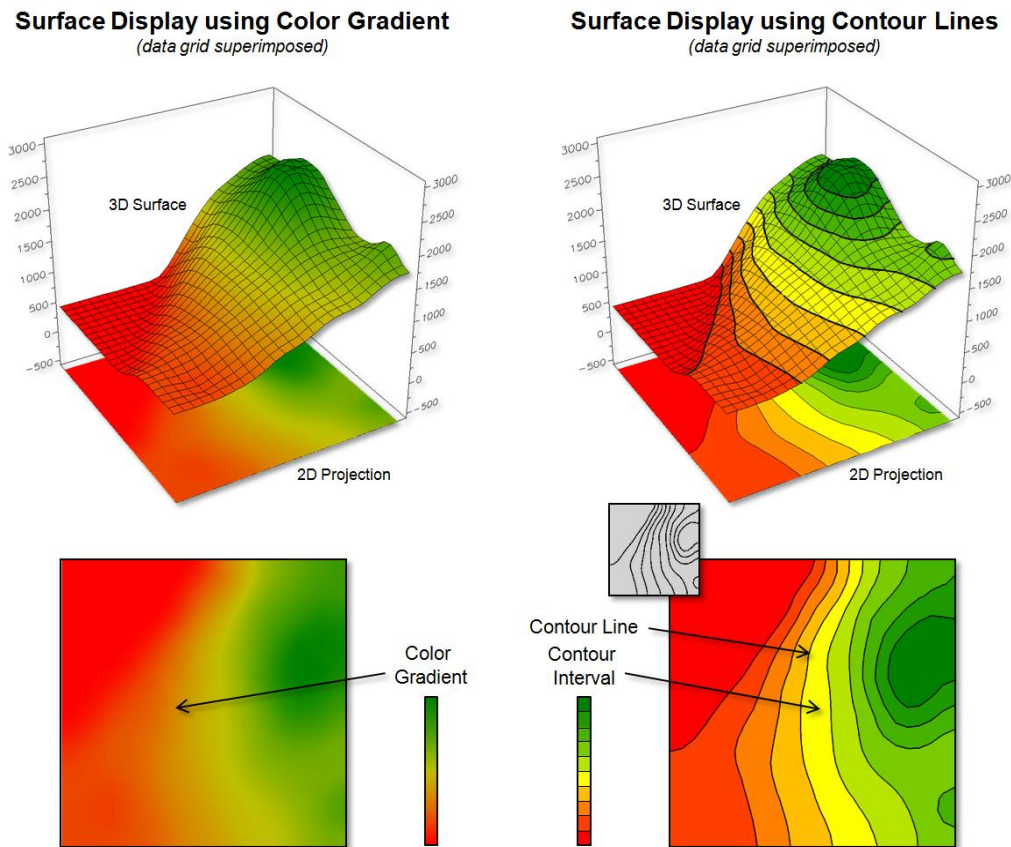 Surface Display using Color Gradient
(data grid superimposed)
3D Surface
3000
2500
2000
1500
1000
500
0
-500
3000
2500
2000
1500
1000
500
0
-500
2D Projection
Color
Gradient
Surface Display using Contour Lines
(data grid superimposed)
3D Surface
3000
2500
2000
1500
1000
500
0
-500
3000
2500
2000
1500
1000
500
0
-500
2D Projection
Contour Line
Contour
Interval